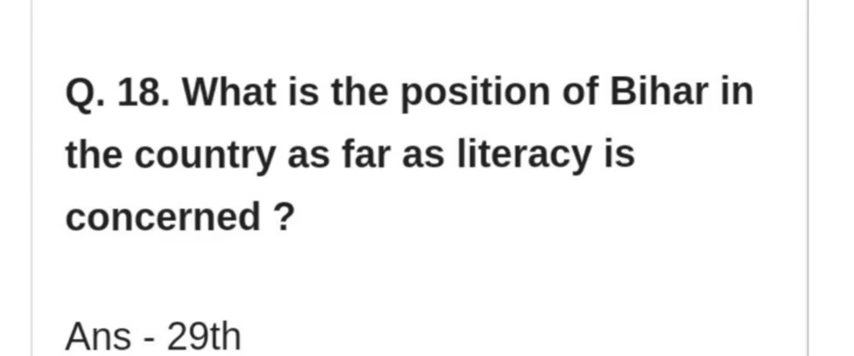 Q. 18. What is the position of Bihar in
the country as far as literacy is
concerned ?
Ans - 29th